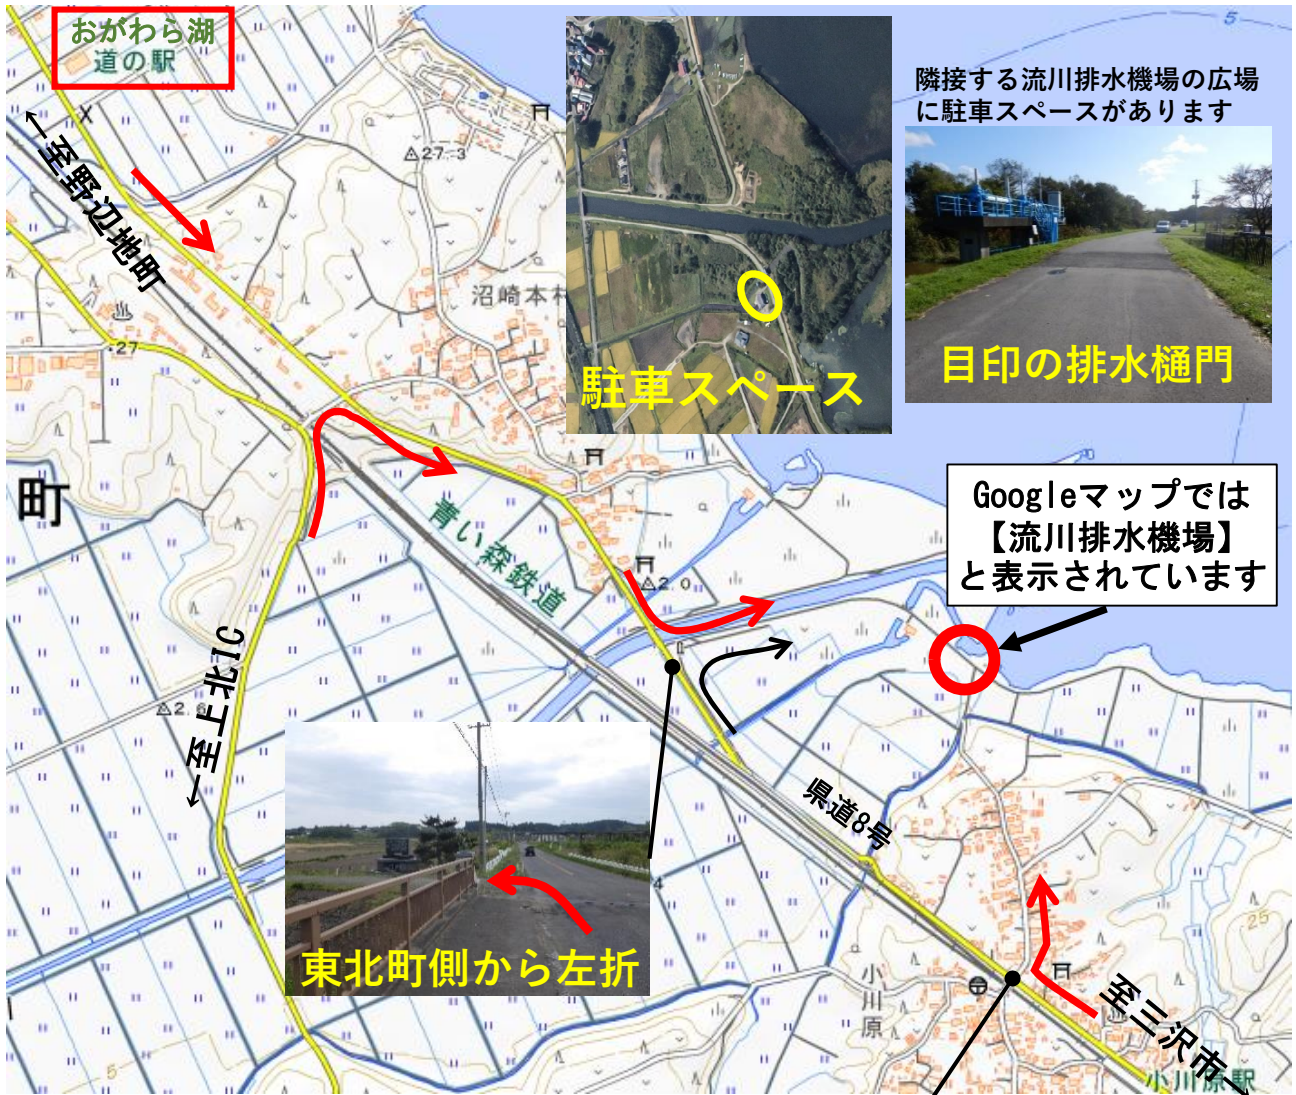 おがわら湖
道の駅
隣接する流川排水機場の広場
に駐車スペースがあります
←至野辺地町
27.3
沼崎本村
駐車スペース
目印の排水樋門
27
町
青い森鉄道
Googleマップでは
【流川排水機場】
と表示されています
2.0
←至上北IC
2.6
県道8号
4
東北町側から左折
小川原
25
至三沢市→
小川原駅
5
5